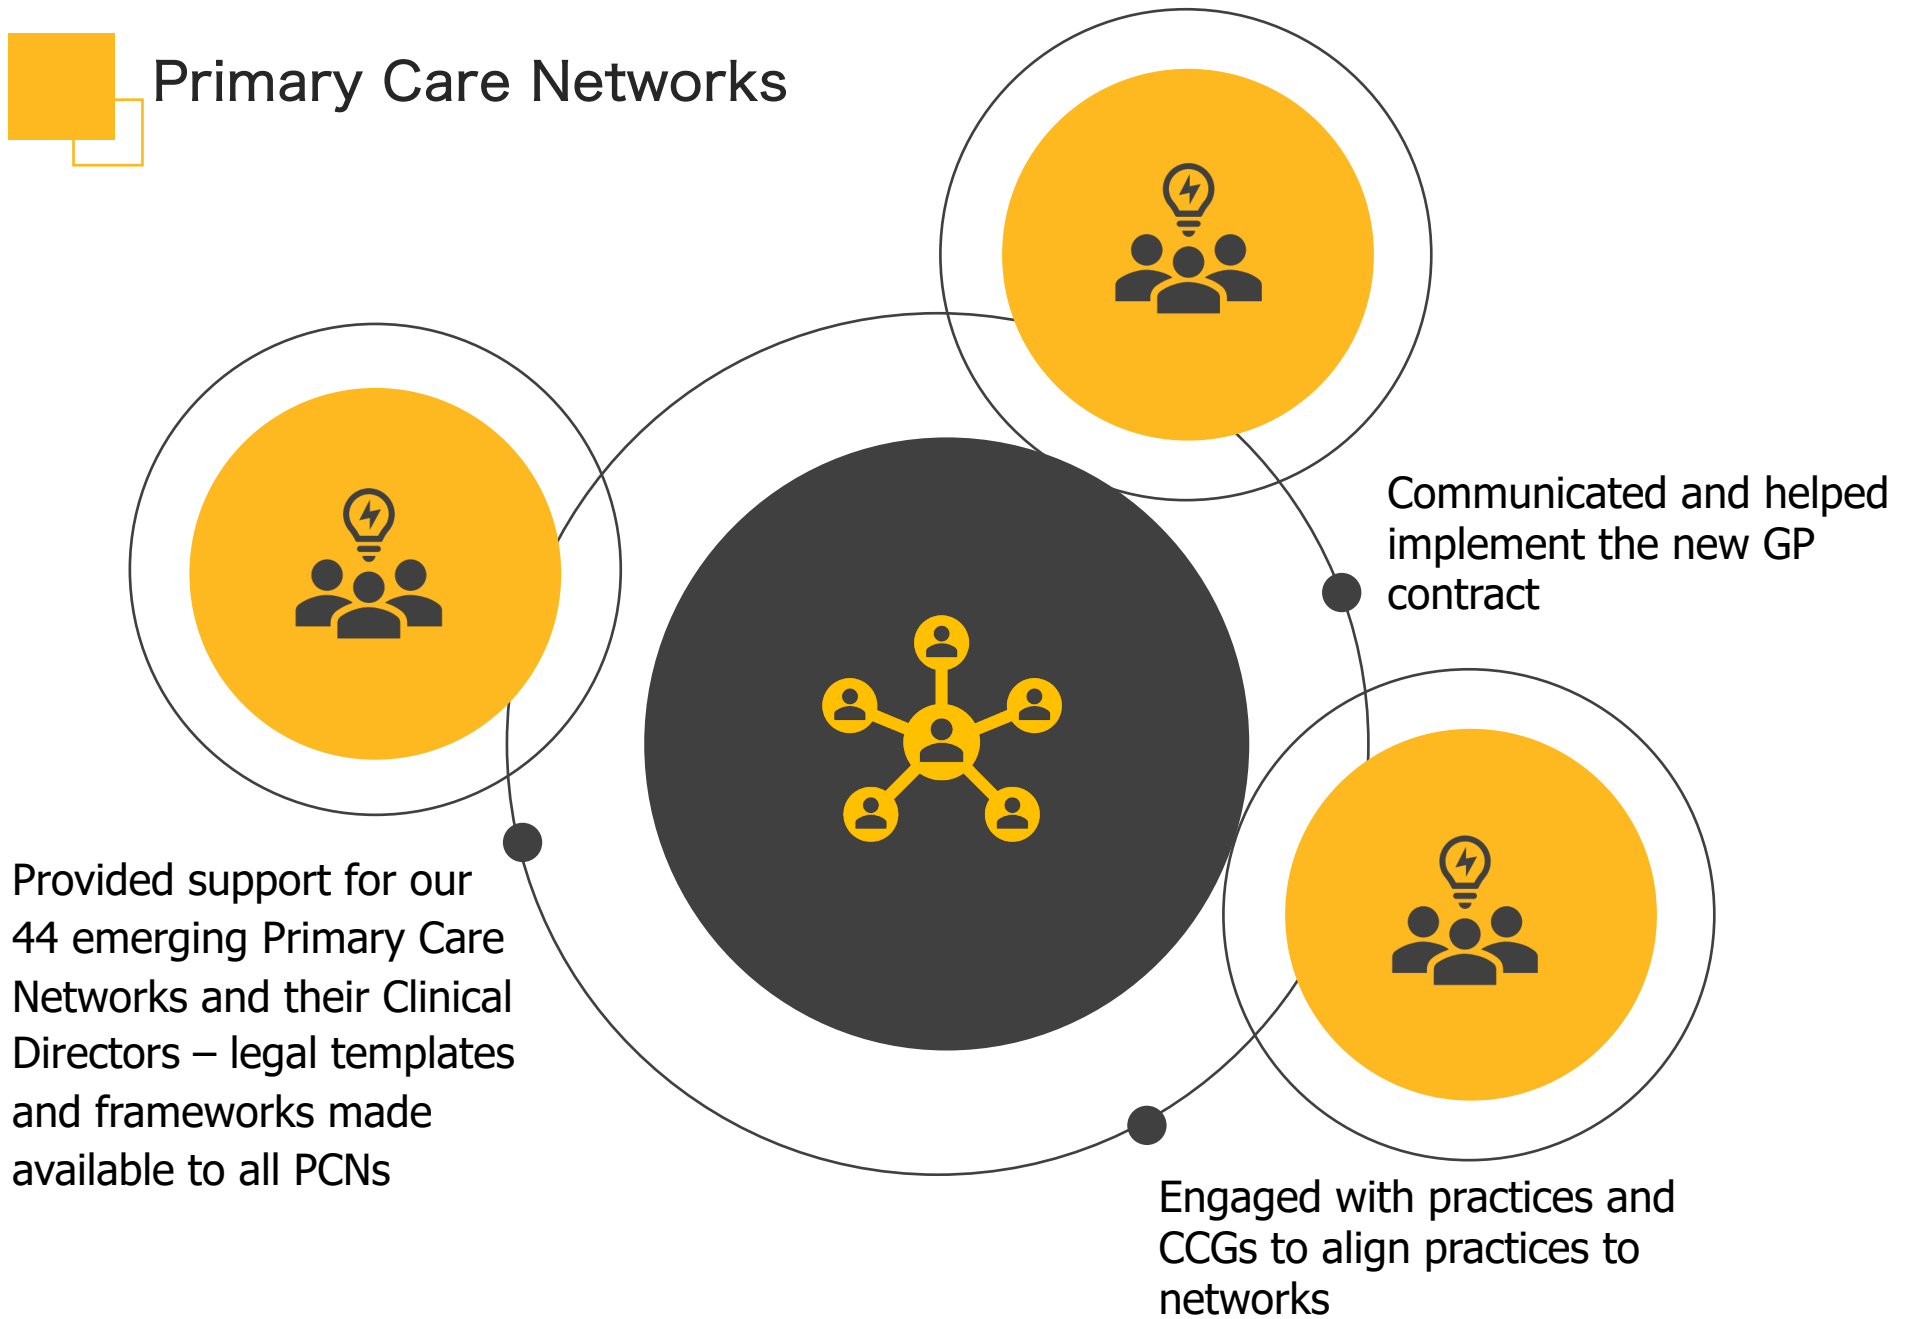 Primary Care Networks
Communicated and helped
implement the new GP
contract
Provided support for our
44 emerging Primary Care
Networks and their Clinical
Directors – legal templates
and frameworks made
available to all PCNs
Engaged with practices and
CCGs to align practices to
networks